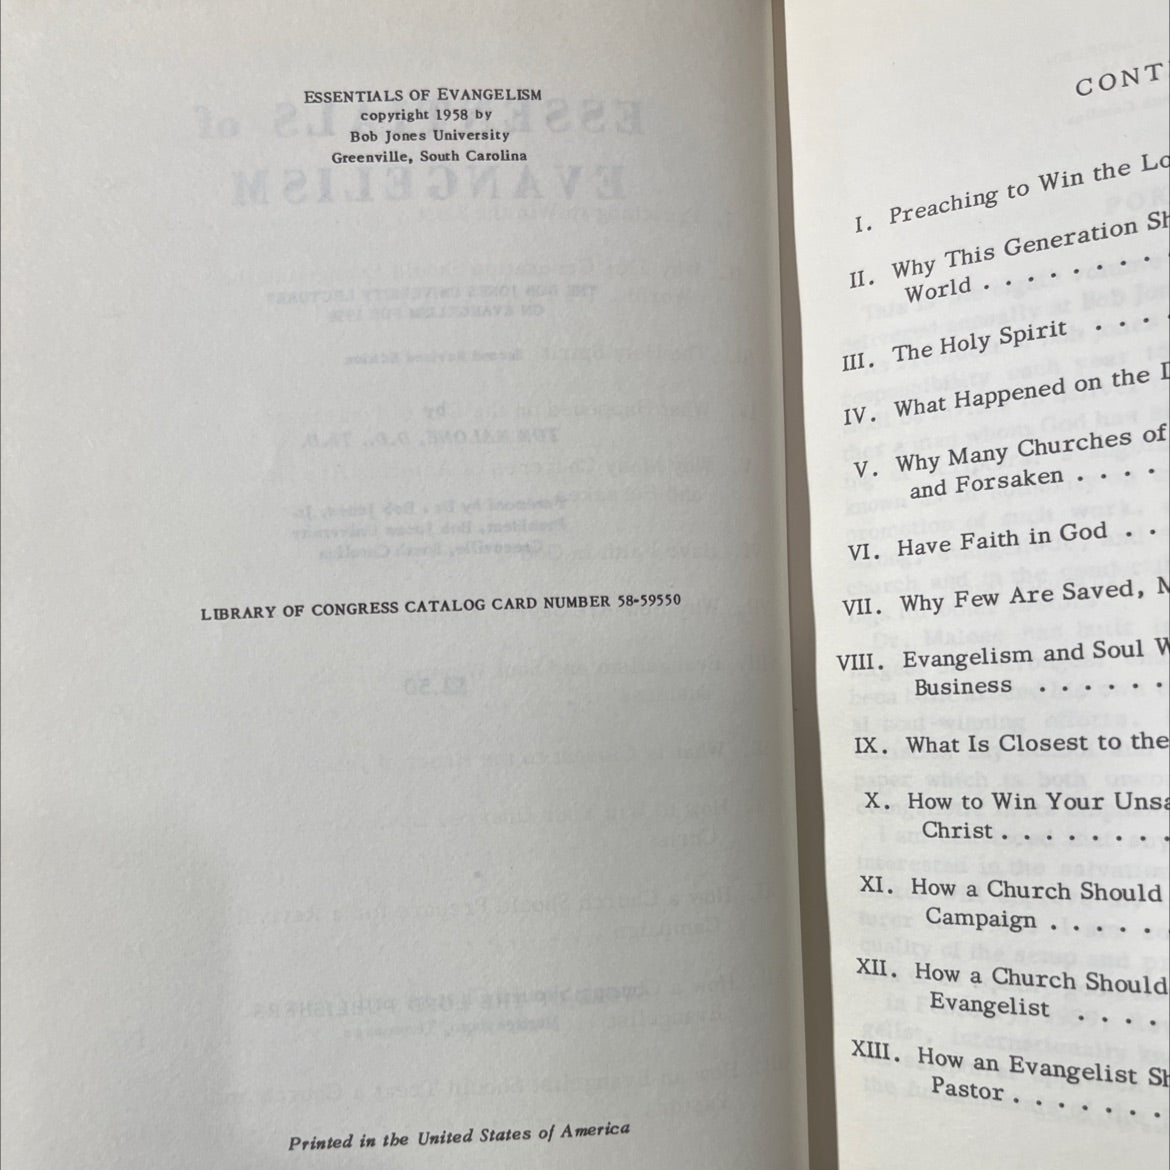 ESSENTIALS OF EVANGELISM
copyright 1958 by
Bob Jones University
Greenville, South Carolina
LIBRARY OF CONGRESS CATALOG CARD NUMBER 58-59550
Printed in the United States of America
CONT
I. Preaching to Win the Lo
II. Why This Generation Sh
World . . . . . . . .
III. The Holy Spirit . . . .
IV. What Happened on the D
V. Why Many Churches of
and Forsaken . . . .
VI. Have Faith in God . .
VII. Why Few Are Saved, M
VIII. Evangelism and Soul W
Business . . . . . .
IX. What Is Closest to the
X. How to Win Your Unsa
Christ . . . . . . . .
XI. How a Church Should
Campaign . . . . .
XII. How a Church Should
Evangelist . . . .
XIII. How an Evangelist Sh
Pastor . . . . . . .